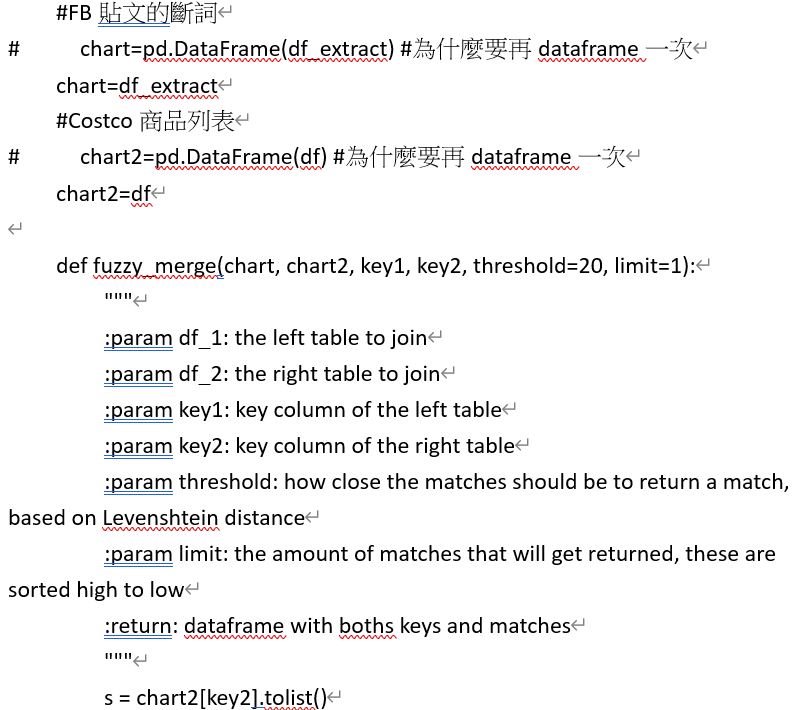 #FB 貼文的斷詞
#        chart=pd.DataFrame(df_extract) #為什麼要再 dataframe 一次
chart=df_extract
#Costco 商品列表
#        chart2=pd.DataFrame(df) #為什麼要再 dataframe 一次
chart2=df

def fuzzy_merge(chart, chart2, key1, key2, threshold=20, limit=1):
"""
:param df_1: the left table to join
:param df_2: the right table to join
:param key1: key column of the left table
:param key2: key column of the right table
:param threshold: how close the matches should be to return a match,
based on Levenshtein distance
:param limit: the amount of matches that will get returned, these are
sorted high to low
:return: dataframe with boths keys and matches
"""
s = chart2[key2].tolist()